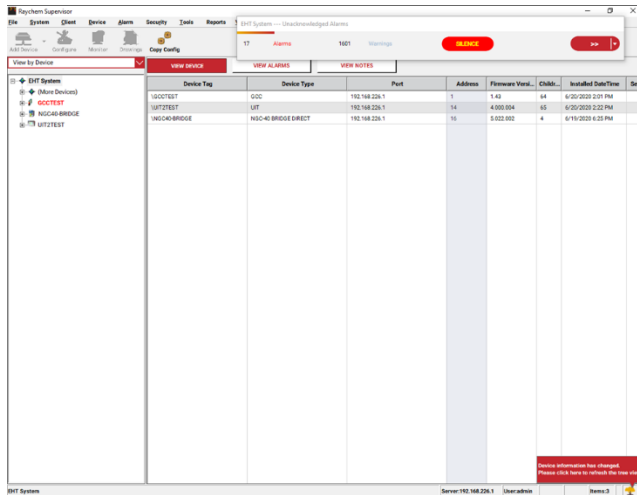 Raychem Supervisor
File System Client Device Alarm Security Tools Reports
EHT System --- Unacknowledged Alarms
17 Alarms 1601 Warnings SILENCE >>
Add Device Configure Monitor Drawings Copy Config
View by Device
VIEW DEVICE VIEW ALARMS VIEW NOTES
EHT System
(More Devices)
GCCTEST
NGC40-BRIDGE
UIT2TEST
Device Tag Device Type Port Address Firmware Versi... Childr... Installed DateTime Se
\GCCTEST GCC 192.168.226.1 1 1.43 64 6/20/2020 2:01 PM
\UIT2TEST UIT 192.168.226.1 14 4.000.004 65 6/20/2020 2:22 PM
\NGC40-BRIDGE NGC-40 BRIDGE DIRECT 192.168.226.1 16 5.022.002 4 6/19/2020 6:23 PM
Device information has changed.
Please click here to refresh the tree vie
EHT System Server:192.168.226.1 User:admin Items:3